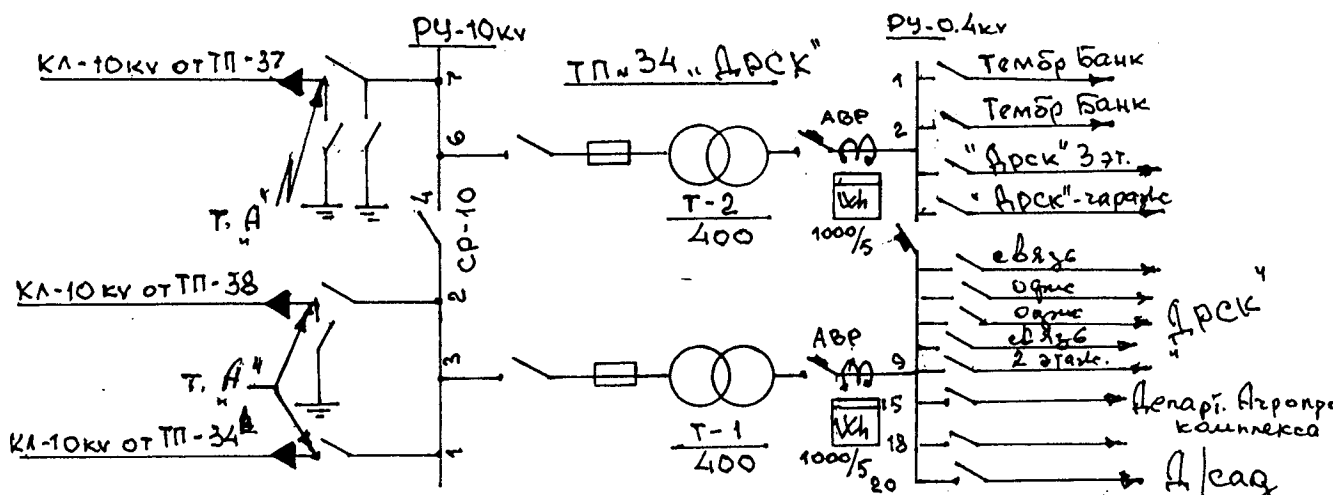 РУ-10кv
РУ-0.4кv
КЛ-10кv от ТП-37
ТП „34 „ДРСК"
7
6
4
СР-10
2
3
1
Т. „А"
Т-2
400
АВР
Wh
1000/5
1
Тембр Банк
2
Тембр Банк
"Дрск" 3 эт.
"Дрск"-гараж
КЛ-10кv от ТП-38
Т. „А"
КЛ-10кv от ТП-34
Т-1
400
АВР
Wh
1000/5
связь
офис
офис
связь
9
2 этаж.
„ДРСК"
15
Департ. Агропро
комплекса
18
20
Д/сад